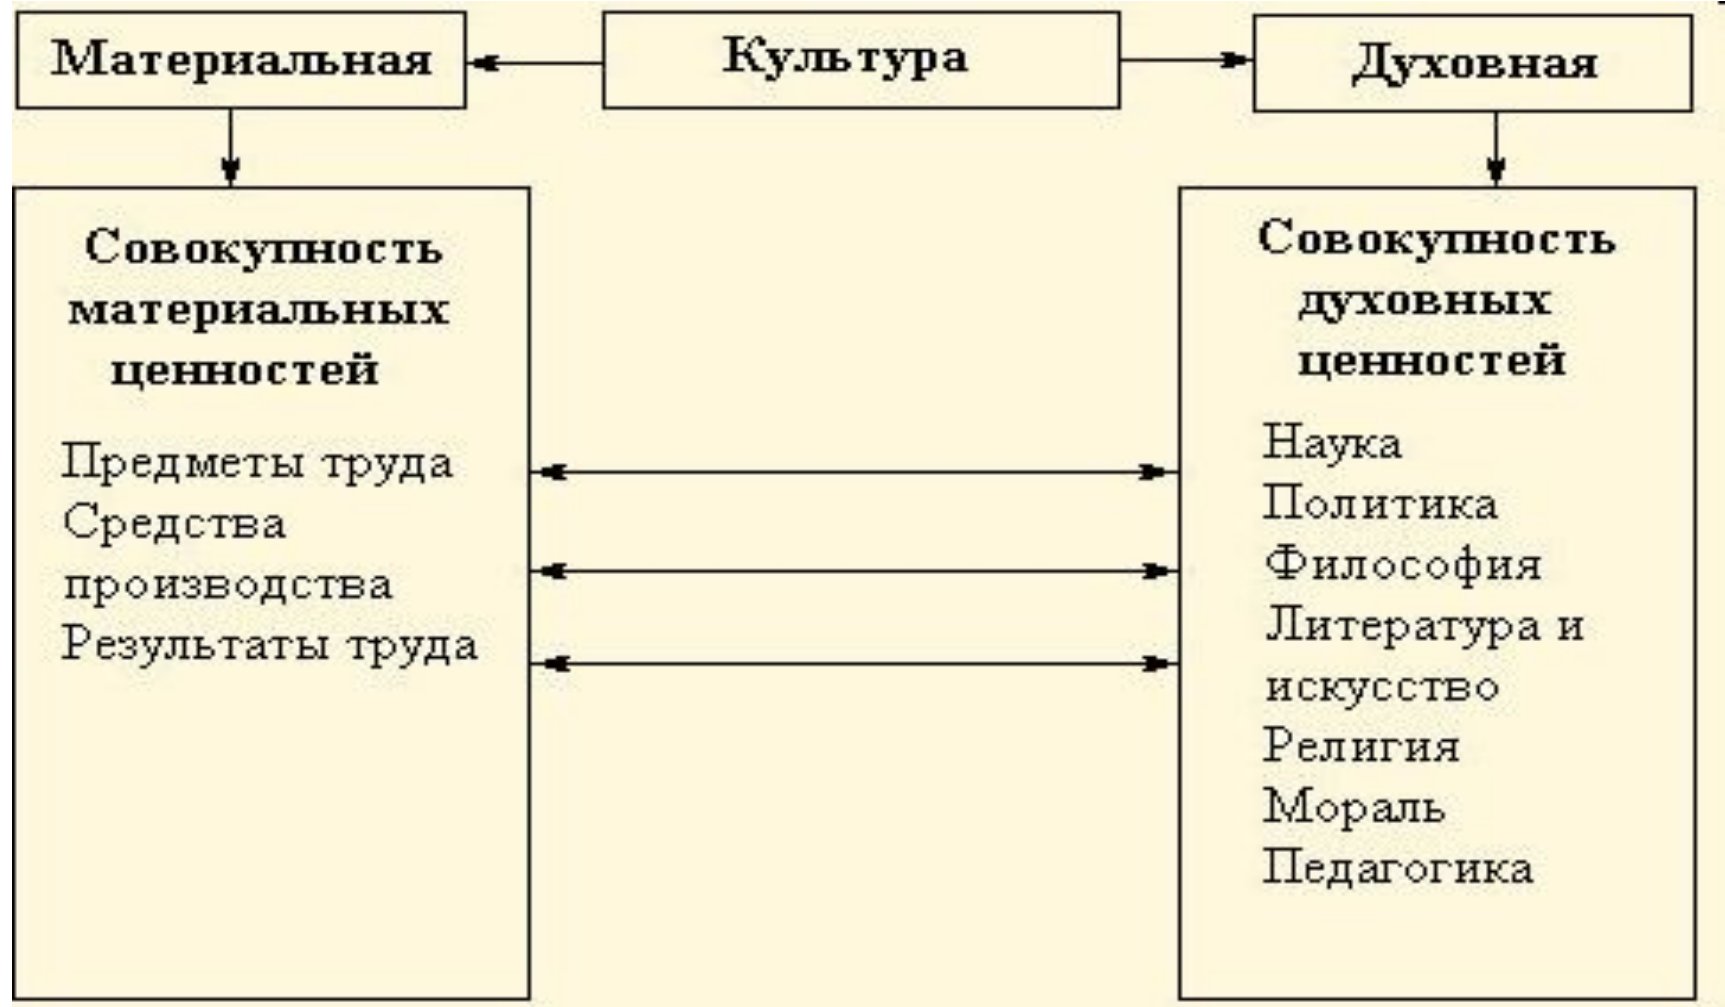 Материальная
Культура
Духовная
Совокупность
материальных
ценностей
Предметы труда
Средства
производства
Результаты труда
Совокупность
духовных
ценностей
Наука
Политика
Философия
Литература и
искусство
Религия
Мораль
Педагогика